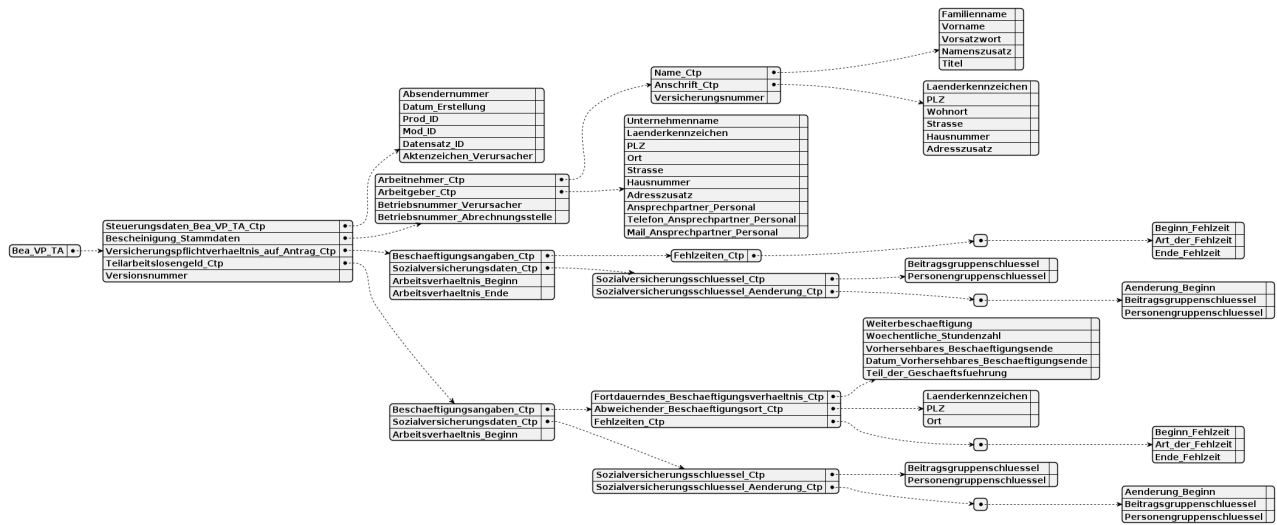 Bea_VP_TA
Steuerungsdaten_Bea_VP_TA_Ctp
Bescheinigung_Stammdaten
Versicherungspflichtverhaeltnis_auf_Antrag_Ctp
Teilarbeitslosengeld_Ctp
Versionsnummer
Absendernummer
Datum_Erstellung
Prod_ID
Mod_ID
Datensatz_ID
Aktenzeichen_Verursacher
Arbeitnehmer_Ctp
Arbeitgeber_Ctp
Betriebsnummer_Verursacher
Betriebsnummer_Abrechnungsstelle
Name_Ctp
Anschrift_Ctp
Versicherungsnummer
Familienname
Vorname
Vorsatzwort
Namenszusatz
Titel
Laenderkennzeichen
PLZ
Wohnort
Strasse
Hausnummer
Adresszusatz
Unternehmenname
Laenderkennzeichen
PLZ
Ort
Strasse
Hausnummer
Adresszusatz
Ansprechpartner_Personal
Telefon_Ansprechpartner_Personal
Mail_Ansprechpartner_Personal
Beschaeftigungsangaben_Ctp
Sozialversicherungsdaten_Ctp
Arbeitsverhaeltnis_Beginn
Arbeitsverhaeltnis_Ende
Fehlzeiten_Ctp
Beginn_Fehlzeit
Art_der_Fehlzeit
Ende_Fehlzeit
Sozialversicherungsschluessel_Ctp
Sozialversicherungsschluessel_Aenderung_Ctp
Beitragsgruppenschluessel
Personengruppenschluessel
Aenderung_Beginn
Beitragsgruppenschluessel
Personengruppenschluessel
Beschaeftigungsangaben_Ctp
Sozialversicherungsdaten_Ctp
Arbeitsverhaeltnis_Beginn
Fortdauerndes_Beschaeftigungsverhaeltnis_Ctp
Abweichender_Beschaeftigungsort_Ctp
Fehlzeiten_Ctp
Weiterbeschaeftigung
Woechentliche_Stundenzahl
Vorhersehbares_Beschaeftigungsende
Datum_Vorhersehbares_Beschaeftigungsende
Teil_der_Geschaeftsfuehrung
Laenderkennzeichen
PLZ
Ort
Beginn_Fehlzeit
Art_der_Fehlzeit
Ende_Fehlzeit
Sozialversicherungsschluessel_Ctp
Sozialversicherungsschluessel_Aenderung_Ctp
Beitragsgruppenschluessel
Personengruppenschluessel
Aenderung_Beginn
Beitragsgruppenschluessel
Personengruppenschluessel